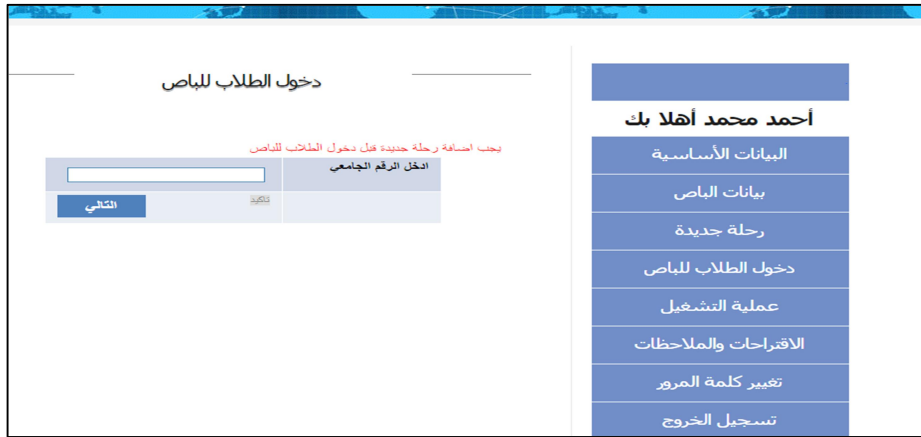 دخول الطلاب للباص
يجب اضافة رحلة جديدة قبل دخول الطلاب للباص
ادخل الرقم الجامعي
تاكيد
التالي
أحمد محمد أهلا بك
البيانات الأساسية
بيانات الباص
رحلة جديدة
دخول الطلاب للباص
عملية التشغيل
الاقتراحات والملاحظات
تغيير كلمة المرور
تسجيل الخروج